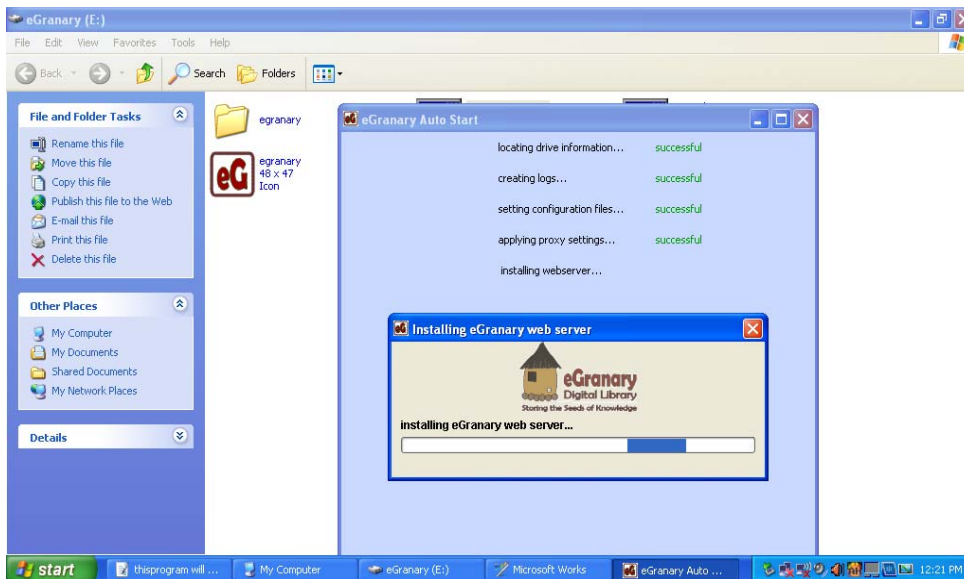 eGranary (E:)
File Edit View Favorites Tools Help
Back Search Folders
File and Folder Tasks
Rename this file
Move this file
Copy this file
Publish this file to the Web
E-mail this file
Print this file
Delete this file
Other Places
My Computer
My Documents
Shared Documents
My Network Places
Details
egranary
eG
egranary
48 x 47
Icon
eGranary Auto Start
locating drive information... successful
creating logs... successful
setting configuration files... successful
applying proxy settings... successful
installing webserver...
Installing eGranary web server
eGranary
Digital Library
Storing the Seeds of Knowledge
installing eGranary web server...
start thisprogram will ... My Computer eGranary (E:) Microsoft Works eGranary Auto ... 12:21 PM